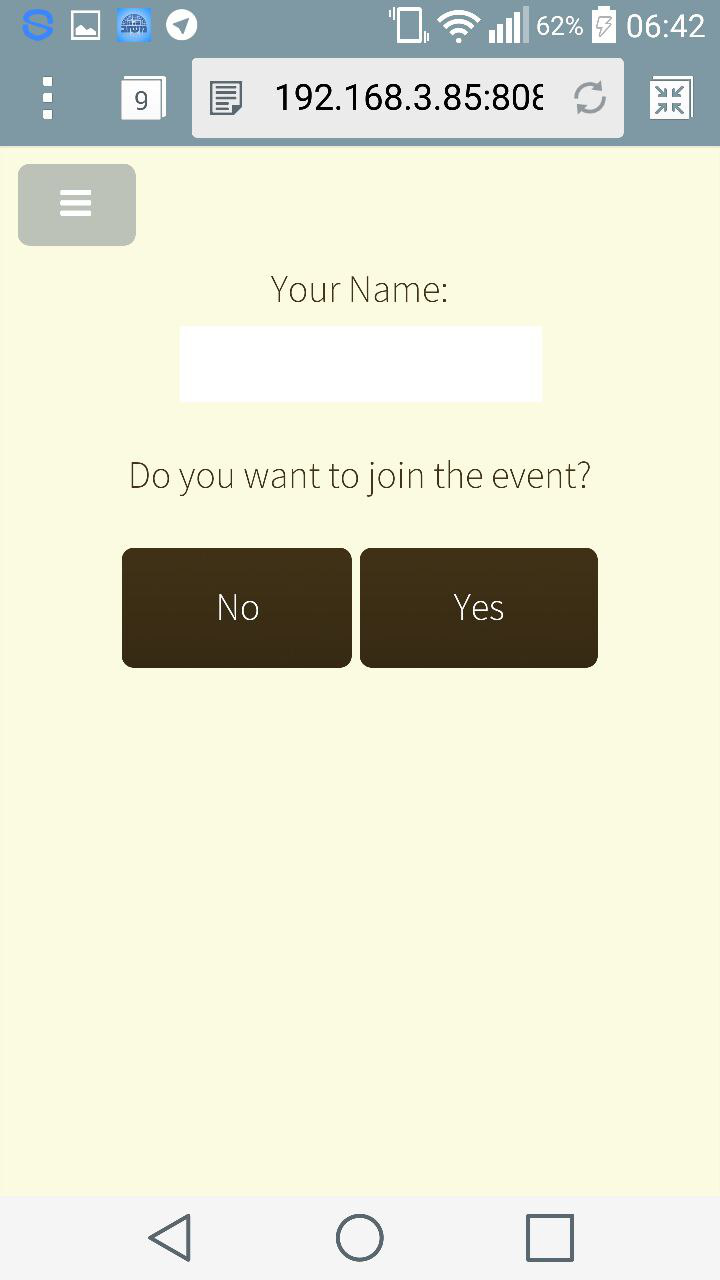 62% 06:42
9 192.168.3.85:808
Your Name:
Do you want to join the event?
No Yes